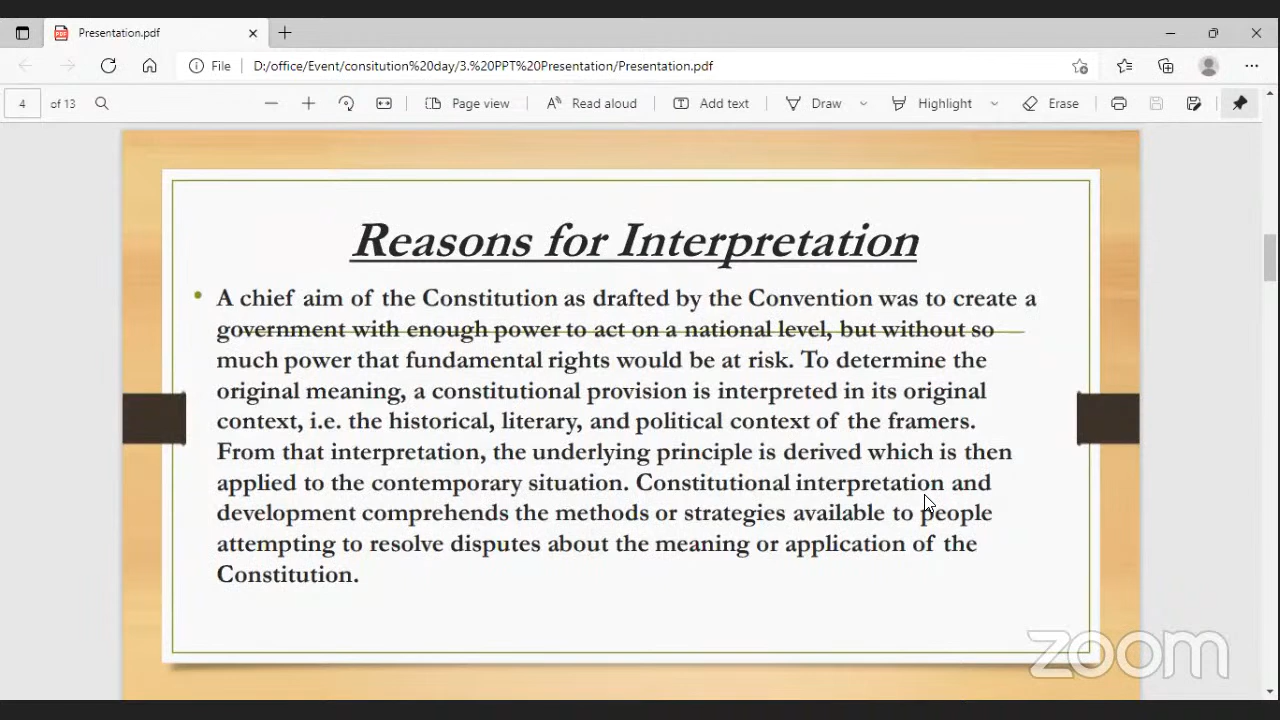 Presentation.pdf
File D:/office/Event/consitution%20day/3.%20PPT%20Presentation/Presentation.pdf
4 of 13 Page view Read aloud Add text Draw Highlight Erase
Reasons for Interpretation
• A chief aim of the Constitution as drafted by the Convention was to create a
government with enough power to act on a national level, but without so
much power that fundamental rights would be at risk. To determine the
original meaning, a constitutional provision is interpreted in its original
context, i.e. the historical, literary, and political context of the framers.
From that interpretation, the underlying principle is derived which is then
applied to the contemporary situation. Constitutional interpretation and
development comprehends the methods or strategies available to people
attempting to resolve disputes about the meaning or application of the
Constitution.
zoom